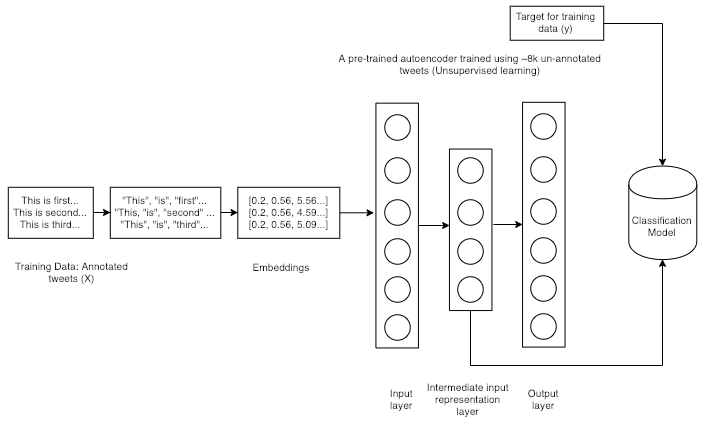 Target for training
data (y)
A pre-trained autoencoder trained using ~8k un-annotated
tweets (Unsupervised learning)
This is first...
This is second...
This is third...
"This", "is", "first"...
"This, "is", "second" ...
"This", "is", "third"...
[0.2, 0.56, 5.56...]
[0.2, 0.56, 4.59...]
[0.2, 0.56, 5.09...]
Classification
Model
Training Data: Annotated
tweets (X)
Embeddings
Input
layer
Intermediate input
representation
layer
Output
layer